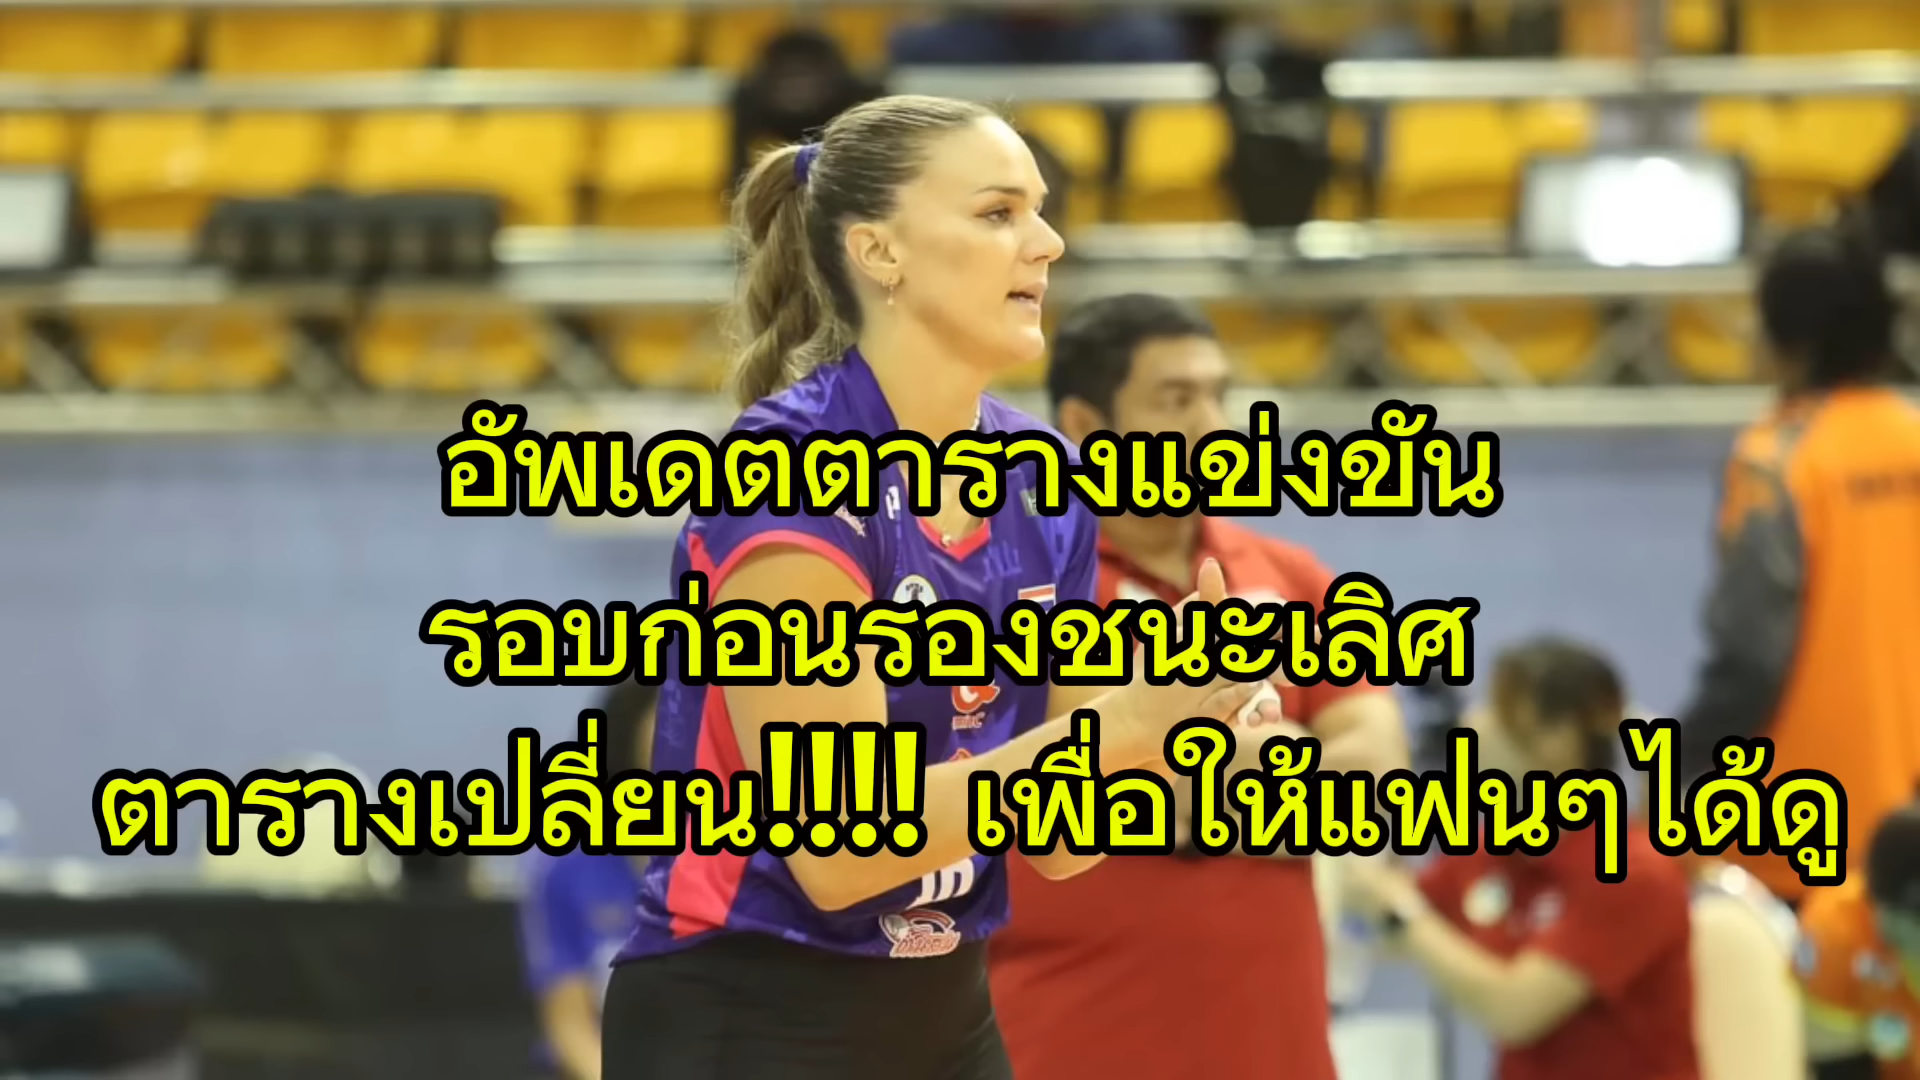 อัพเดตตารางแข่งขัน
รอบก่อนรองชนะเลิศ
ตารางเปลี่ยน!!!! เพื่อให้แฟนๆได้ดู